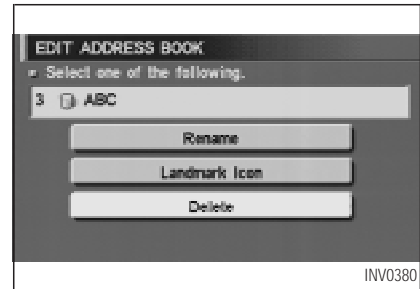 EDIT ADDRESS BOOK
Select one of the following.
3 ABC
Rename
Landmark Icon
Delete
INV0380